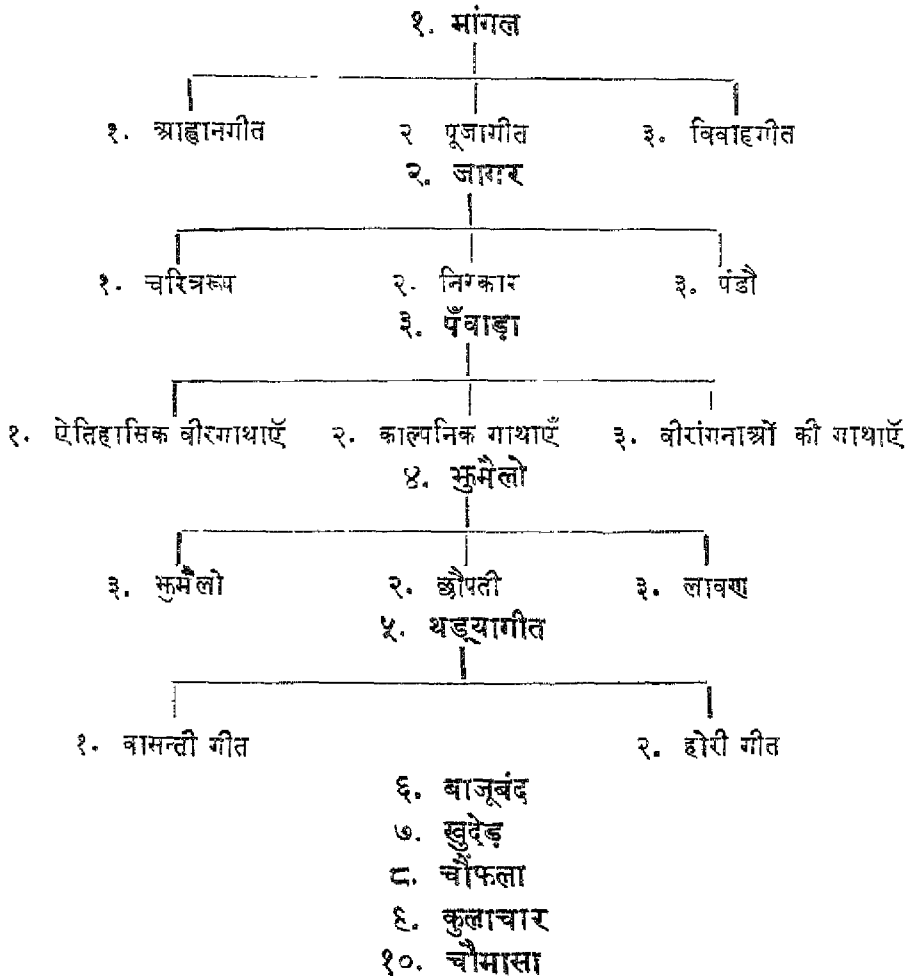 १. मांगल
१. आह्वानगीत २ पूजागीत ३. विवाहगीत
२. जागर
१. चरित्ररूप २. निरंकार ३. पंडौ
३. पँवाड़ा
१. ऐतिहासिक वीरगाथाएँ २. काल्पनिक गाथाएँ ३. वीरांगनाओं की गाथाएँ
४. झुमैलो
३. झुमैलो २. छौपती ३. लावण
५. थड्यागीत
१. वासन्ती गीत २. होरी गीत
६. बाजूबंद
७. खुदेड़
८. चौंफला
९. कुलाचार
१०. चौमासा